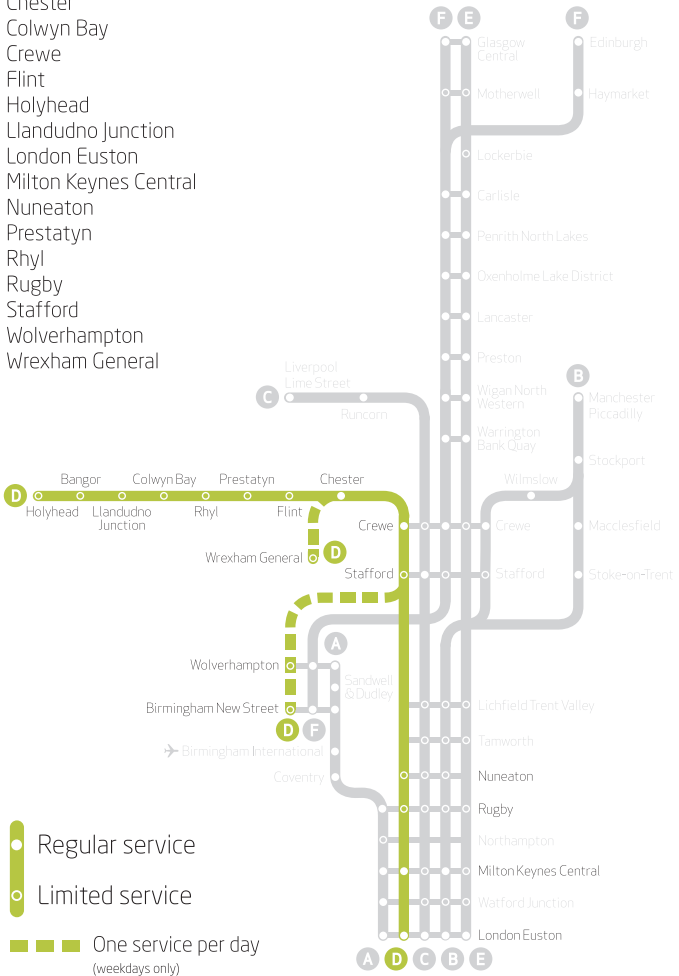 Chester
Colwyn Bay
Crewe
Flint
Holyhead
Llandudno Junction
London Euston
Milton Keynes Central
Nuneaton
Prestatyn
Rhyl
Rugby
Stafford
Wolverhampton
Wrexham General
F
E
F
Glasgow
Central
Edinburgh
Motherwell
Haymarket
Lockerbie
Carlisle
Penrith North Lakes
Oxenholme Lake District
Lancaster
Preston
Liverpool
Lime Street
C
Runcorn
Wigan North
Western
B
Manchester
Piccadilly
Warrington
Bank Quay
Stockport
Wilmslow
D
Bangor
Colwyn Bay
Prestatyn
Chester
Holyhead
Llandudno
Junction
Rhyl
Flint
Crewe
Crewe
Macclesfield
Wrexham General
D
Stafford
Stafford
Stoke-on-Trent
A
Wolverhampton
Sandwell
& Dudley
Birmingham New Street
D
F
Lichfield Trent Valley
Tamworth
Birmingham International
Coventry
Nuneaton
Rugby
Northampton
Milton Keynes Central
Watford Junction
London Euston
A
D
C
B
E
Regular service
Limited service
One service per day
(weekdays only)